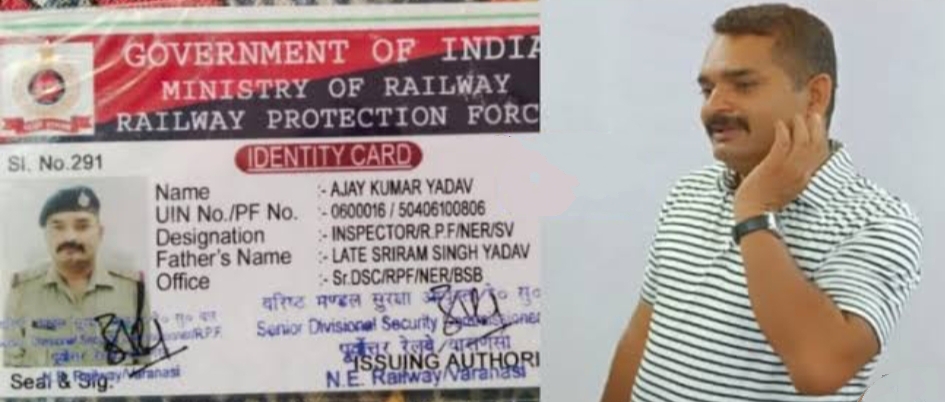 GOVERNMENT OF INDIA
MINISTRY OF RAILWAY
RAILWAY PROTECTION FORC
Sl. No.291
IDENTITY CARD
Name :- AJAY KUMAR YADAV
UIN No./PF No. :- 0600016 / 50406100806
Designation :- INSPECTOR/R.P.F/NER/SV
Father's Name :- LATE SRIRAM SINGH YADAV
Office :- Sr.DSC/RPF/NER/BSB
वरिष्ट मण्डल सुरक्षा
Senior Divisional Security
पूर्वोत्तर रेलवे/वाराणसी
ISSUING AUTHORI
N.E. Railway/Varanasi
Seal & Sig.